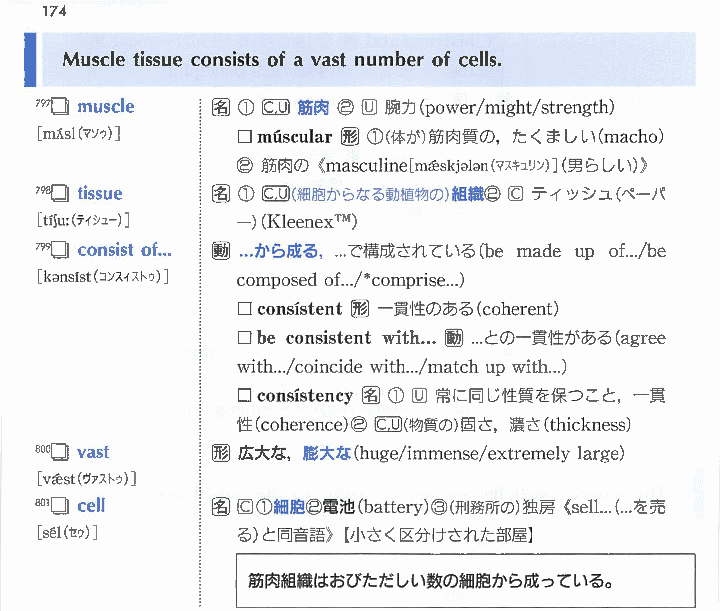 174
Muscle tissue consists of a vast number of cells.
797□ muscle 名 ① C,U 筋肉 ② U 腕力(power/might/strength)
[mʌ́sl(マソゥ)] □ múscular 形 ①(体が)筋肉質の，たくましい(macho)
② 筋肉の《masculine[mǽskjələn(マスキュリン)](男らしい)》
798□ tissue 名 ① C,U(細胞からなる動植物の)組織② C ティッシュ(ペーパ
[tíʃu:(ティシュー)] ー)(Kleenex™)
799□ consist of... 動 ...から成る，...で構成されている(be made up of.../be
[kənsíst(コンスィストゥ)] composed of.../*comprise...)
□ consístent 形 一貫性のある(coherent)
□ be consistent with... 動 ...との一貫性がある(agree
with.../coincide with.../match up with...)
□ consístency 名 ① U 常に同じ性質を保つこと，一貫
性(coherence)② C,U(物質の)固さ，濃さ(thickness)
800□ vast 形 広大な，膨大な(huge/immense/extremely large)
[vǽst(ヴァストゥ)]
801□ cell 名 C ①細胞②電池(battery)③(刑務所の)独房《sell...(...を売
[sél(セゥ)] る)と同音語》【小さく区分けされた部屋】
筋肉組織はおびただしい数の細胞から成っている。